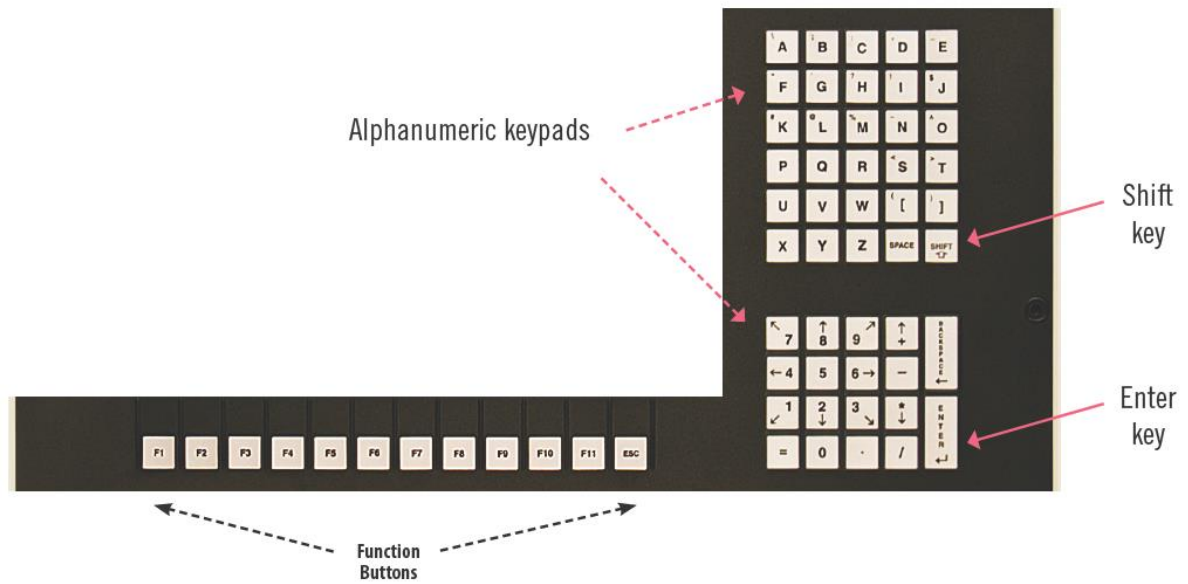 A B C D E
F G H I J
Alphanumeric keypads
# K @ L % M N O
P Q R S T
Shift
key
U V W ( [ ) ]
X Y Z SPACE SHIFT
7 8 9 + BACKSPACE
4 5 6 -
Enter
key
1 2 3 * ENTER
= 0 . /
F1 F2 F3 F4 F5 F6 F7 F8 F9 F10 F11 ESC
Function
Buttons